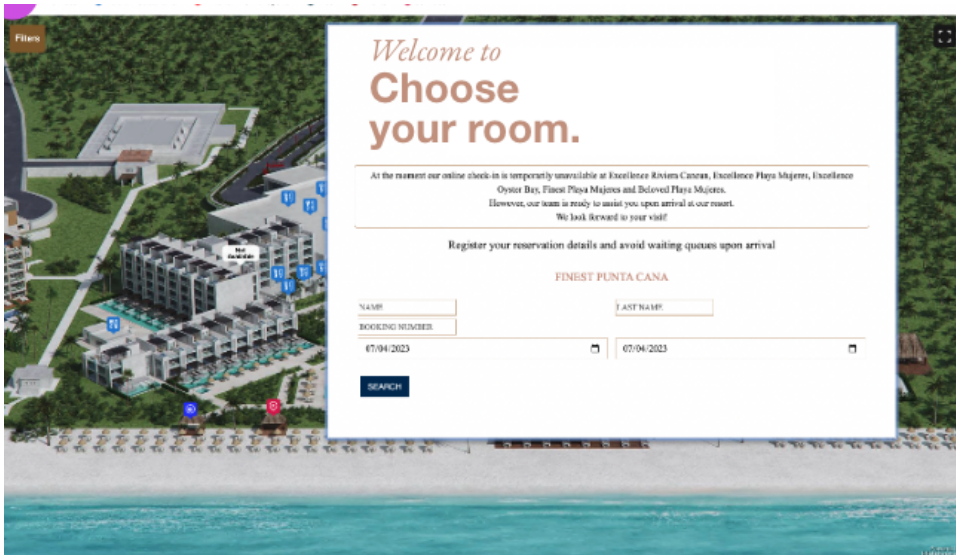 Filters
Welcome to
Choose
your room.
At the moment our online check-in is temporarily unavailable at Excellence Riviera Cancun, Excellence Playa Mujeres, Excellence
Oyster Bay, Finest Playa Mujeres and Beloved Playa Mujeres.
However, our team is ready to assist you upon arrival at our resort.
We look forward to your visit!
Register your reservation details and avoid waiting queues upon arrival
Not
Available
FINEST PUNTA CANA
NAME
LAST NAME
BOOKING NUMBER
07/04/2023
07/04/2023
SEARCH